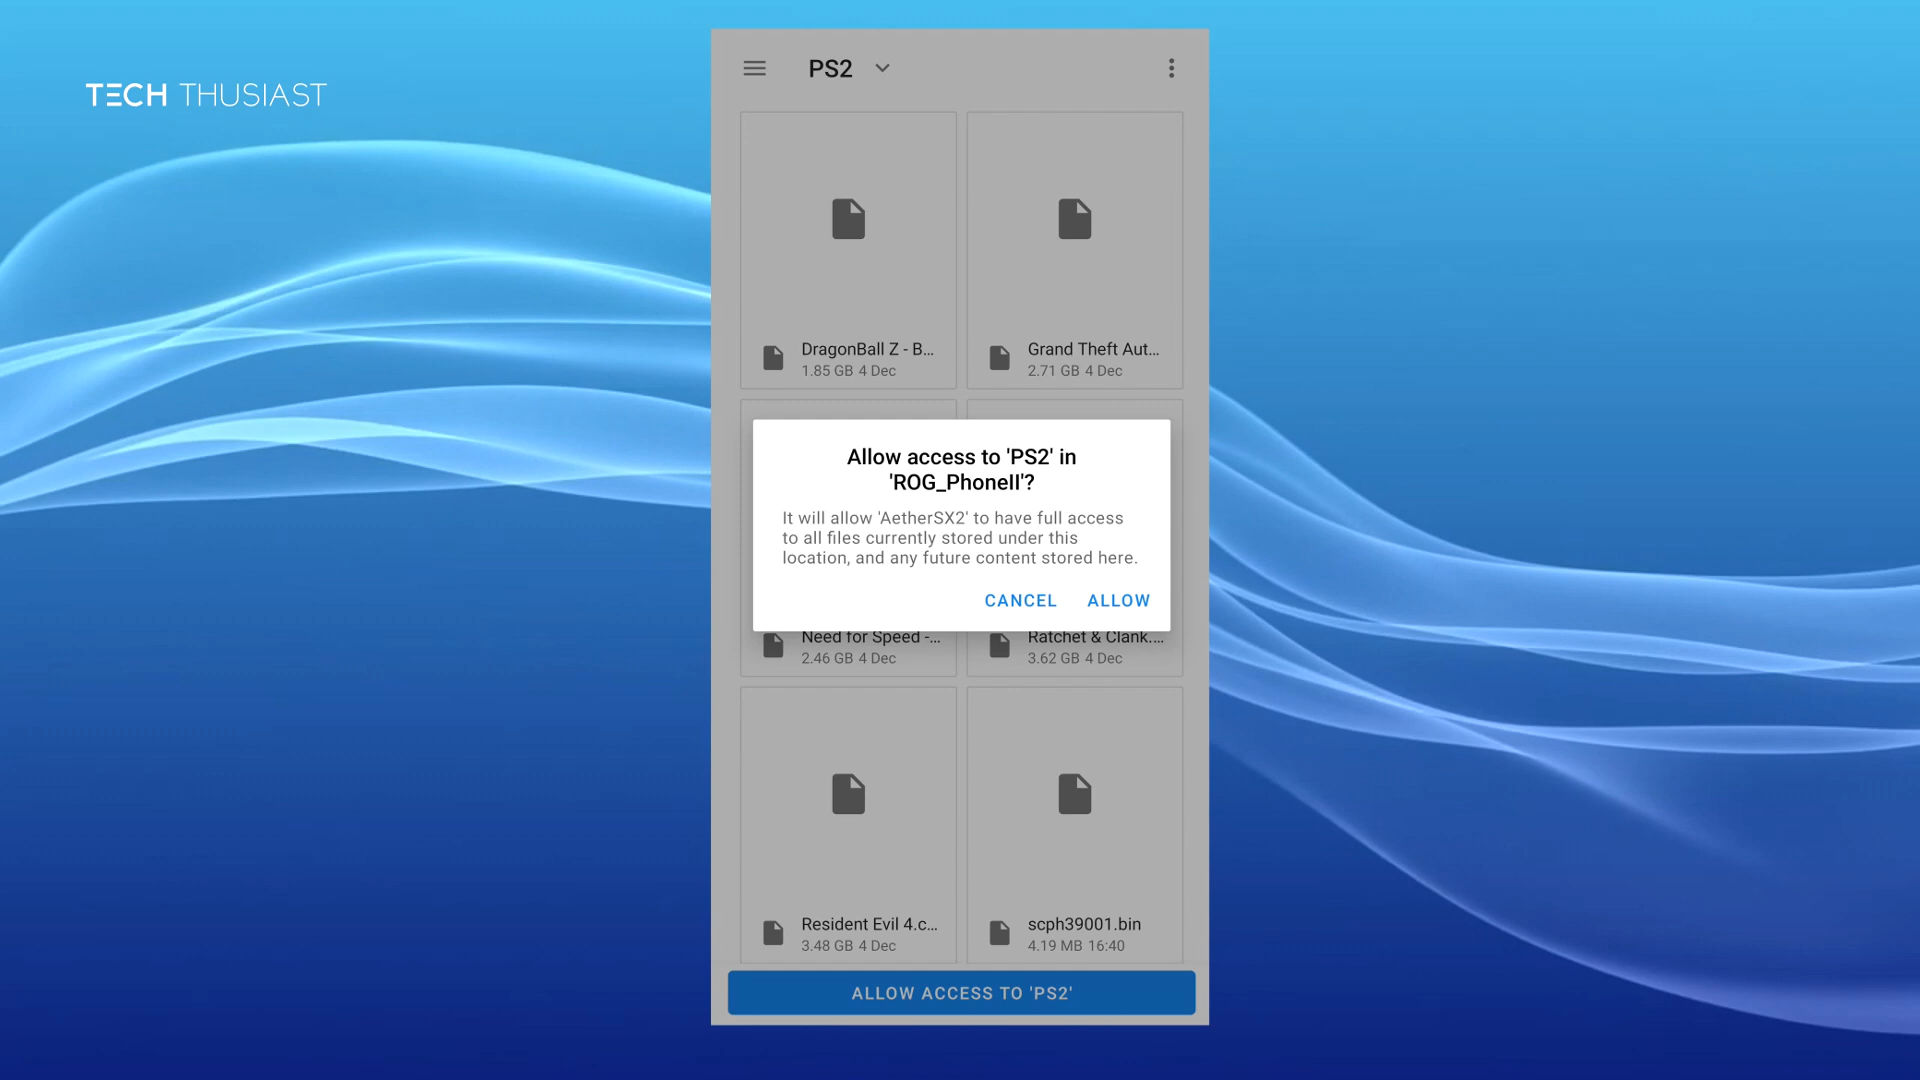 TECH THUSIAST
PS2
DragonBall Z - B...
1.85 GB 4 Dec
Grand Theft Aut...
2.71 GB 4 Dec
Allow access to 'PS2' in
'ROG_PhoneII'?
It will allow 'AetherSX2' to have full access
to all files currently stored under this
location, and any future content stored here.
CANCEL
ALLOW
Need for Speed -...
2.46 GB 4 Dec
Ratchet & Clank....
3.62 GB 4 Dec
Resident Evil 4.c...
3.48 GB 4 Dec
scph39001.bin
4.19 MB 16:40
ALLOW ACCESS TO 'PS2'